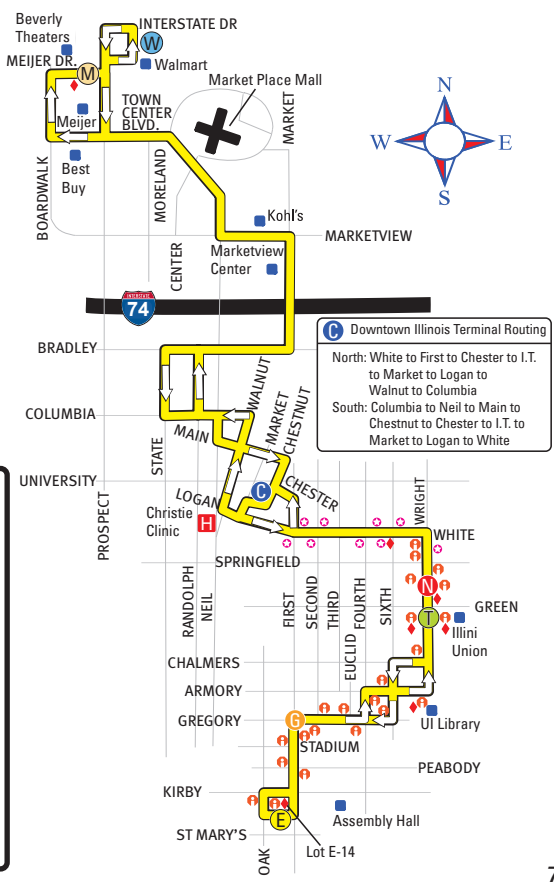 Beverly
Theaters
INTERSTATE DR
W
MEIJER DR.
M
Walmart
Market Place Mall
Meijer
TOWN
CENTER
BLVD.
MARKET
N
W
E
S
Best
Buy
BOARDWALK
MORELAND
Kohl's
MARKETVIEW
CENTER
Marketview
Center
INTERSTATE
74
C Downtown Illinois Terminal Routing
North: White to First to Chester to I.T.
to Market to Logan to
Walnut to Columbia
South: Columbia to Neil to Main to
Chestnut to Chester to I.T. to
Market to Logan to White
BRADLEY
WALNUT
MARKET
CHESTNUT
COLUMBIA
MAIN
STATE
UNIVERSITY
CHESTER
C
LOGAN
PROSPECT
Christie
Clinic
H
WRIGHT
WHITE
SPRINGFIELD
RANDOLPH
NEIL
FIRST
SECOND
THIRD
EUCLID
FOURTH
SIXTH
N
GREEN
T
Illini
Union
CHALMERS
ARMORY
GREGORY
G
UI Library
STADIUM
PEABODY
KIRBY
E
Assembly Hall
ST MARY'S
Lot E-14
OAK
7